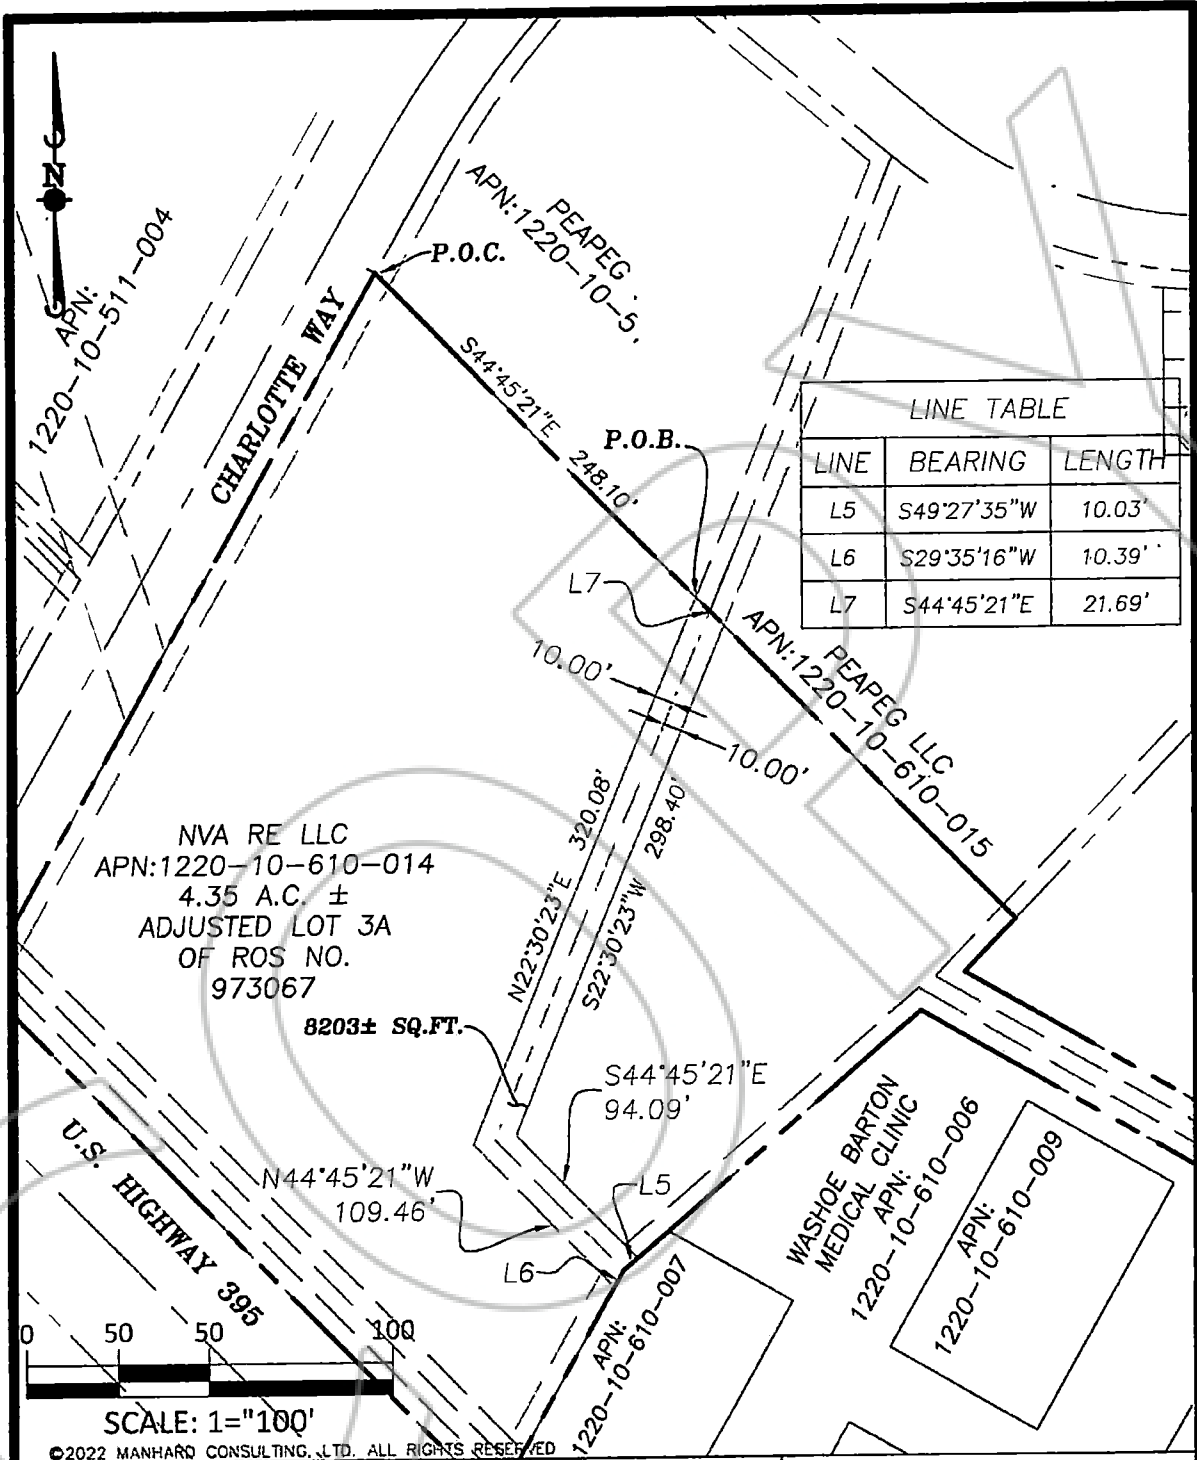 N
APN:
1220-10-511-004
CHARLOTTE WAY
P.O.C.
PEAPEG
APN:1220-10-5
S44°45'21"E
248.10'
P.O.B.
L7
LINE TABLE
LINE BEARING LENGTH
L5 S49°27'35"W 10.03'
L6 S29°35'16"W 10.39'
L7 S44°45'21"E 21.69'
PEAPEG LLC
APN:1220-10-610-015
10.00'
10.00'
NVA RE LLC
APN:1220-10-610-014
4.35 A.C. ±
ADJUSTED LOT 3A
OF ROS NO.
973067
N22°30'23"E 320.08'
S22°30'23"W 298.40'
8203± SQ.FT.
S44°45'21"E
94.09'
N44°45'21"W
109.46'
L5
L6
U.S. HIGHWAY 395
WASHOE BARTON
MEDICAL CLINIC
APN:
1220-10-610-006
APN:
1220-10-610-009
APN:
1220-10-610-007
0 50 50 100
SCALE: 1="100'
©2022 MANHARD CONSULTING, LTD. ALL RIGHTS RESERVED
COPY